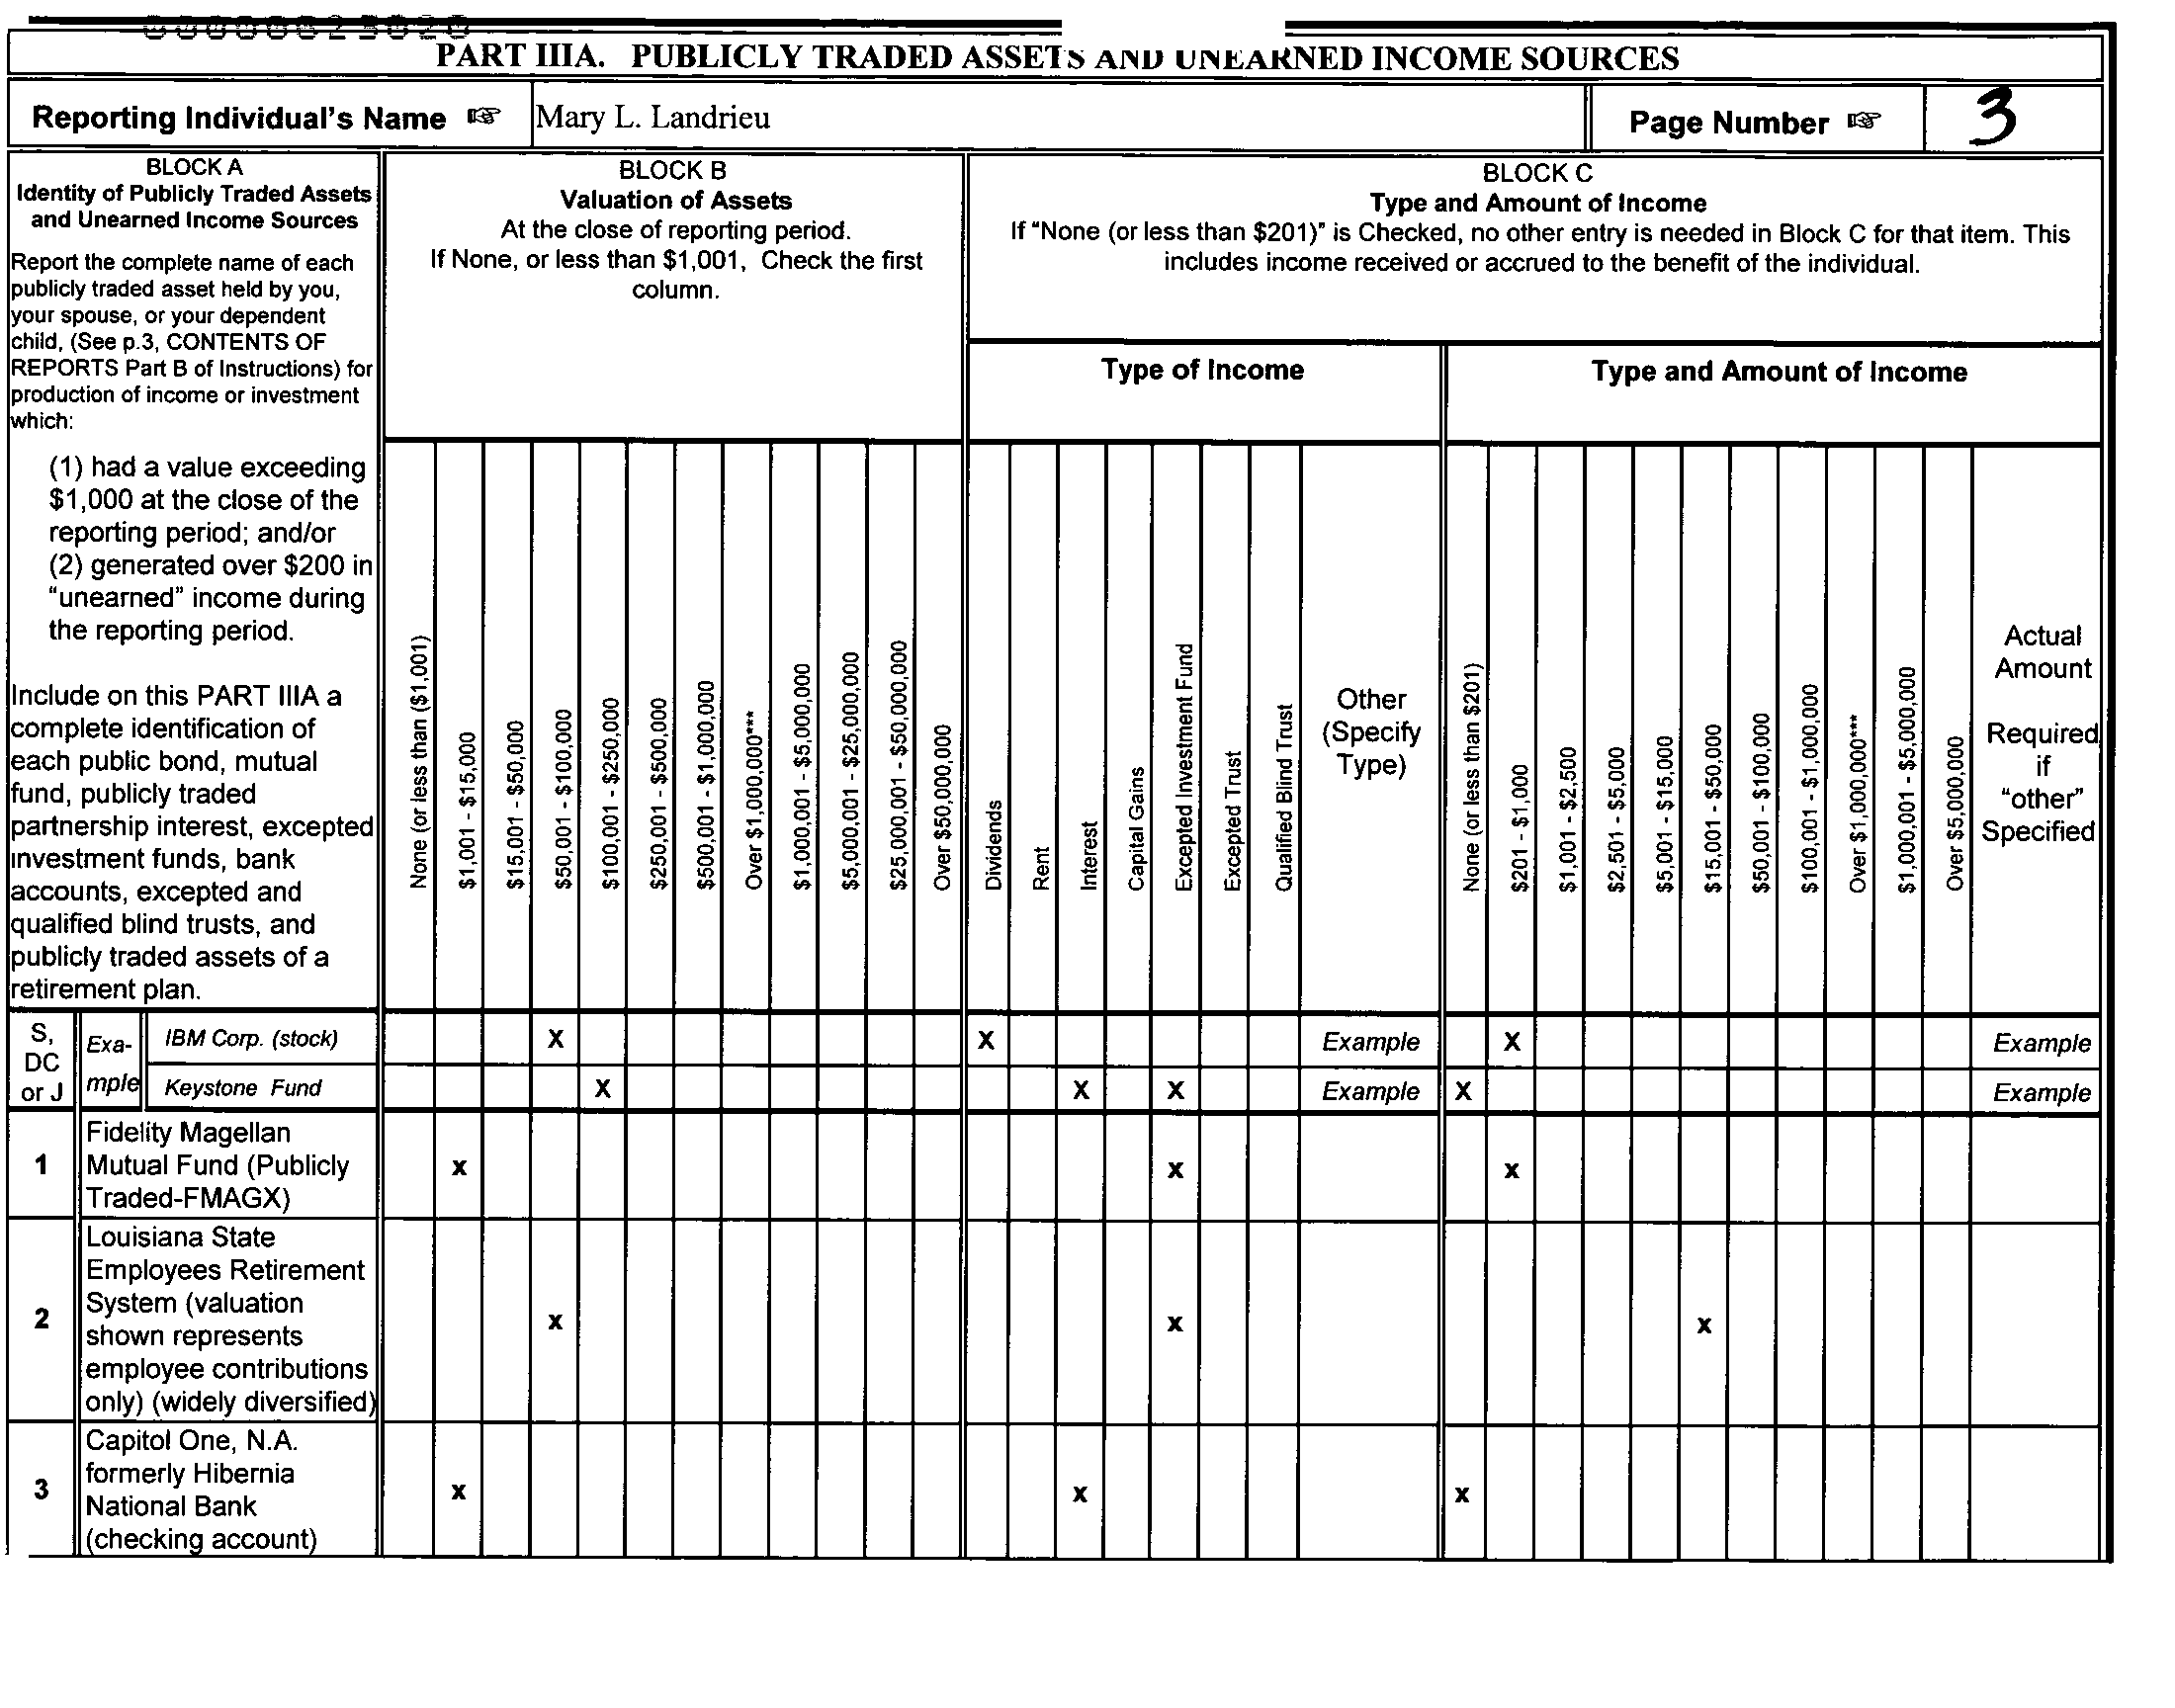 PART IIIA. PUBLICLY TRADED ASSETS AND UNEARNED INCOME SOURCES
Reporting Individual's Name ☞ Mary L. Landrieu Page Number ☞ 3
BLOCK A
Identity of Publicly Traded Assets
and Unearned Income Sources
Report the complete name of each
publicly traded asset held by you,
your spouse, or your dependent
child, (See p.3, CONTENTS OF
REPORTS Part B of Instructions) for
production of income or investment
which:
(1) had a value exceeding
$1,000 at the close of the
reporting period; and/or
(2) generated over $200 in
"unearned" income during
the reporting period.
Include on this PART IIIA a
complete identification of
each public bond, mutual
fund, publicly traded
partnership interest, excepted
investment funds, bank
accounts, excepted and
qualified blind trusts, and
publicly traded assets of a
retirement plan.
BLOCK B
Valuation of Assets
At the close of reporting period.
If None, or less than $1,001, Check the first
column.
None (or less than ($1,001)
$1,001 - $15,000
$15,001 - $50,000
$50,001 - $100,000
$100,001 - $250,000
$250,001 - $500,000
$500,001 - $1,000,000
Over $1,000,000***
$1,000,001 - $5,000,000
$5,000,001 - $25,000,000
$25,000,001 - $50,000,000
Over $50,000,000
BLOCK C
Type and Amount of Income
If "None (or less than $201)" is Checked, no other entry is needed in Block C for that item. This
includes income received or accrued to the benefit of the individual.
Type of Income
Dividends
Rent
Interest
Capital Gains
Excepted Investment Fund
Excepted Trust
Qualified Blind Trust
Other
(Specify
Type)
Type and Amount of Income
None (or less than $201)
$201 - $1,000
$1,001 - $2,500
$2,501 - $5,000
$5,001 - $15,000
$15,001 - $50,000
$50,001 - $100,000
$100,001 - $1,000,000
Over $1,000,000***
$1,000,001 - $5,000,000
Over $5,000,000
Actual
Amount
Required
if
"other"
Specified
S,
DC
or J
Exa-
mple
IBM Corp. (stock) X X Example X Example
Keystone Fund X X X Example X Example
1
Fidelity Magellan
Mutual Fund (Publicly x x x
Traded-FMAGX)
2
Louisiana State
Employees Retirement
System (valuation
shown represents x x x
employee contributions
only) (widely diversified)
3
Capitol One, N.A.
formerly Hibernia
National Bank x x x
(checking account)